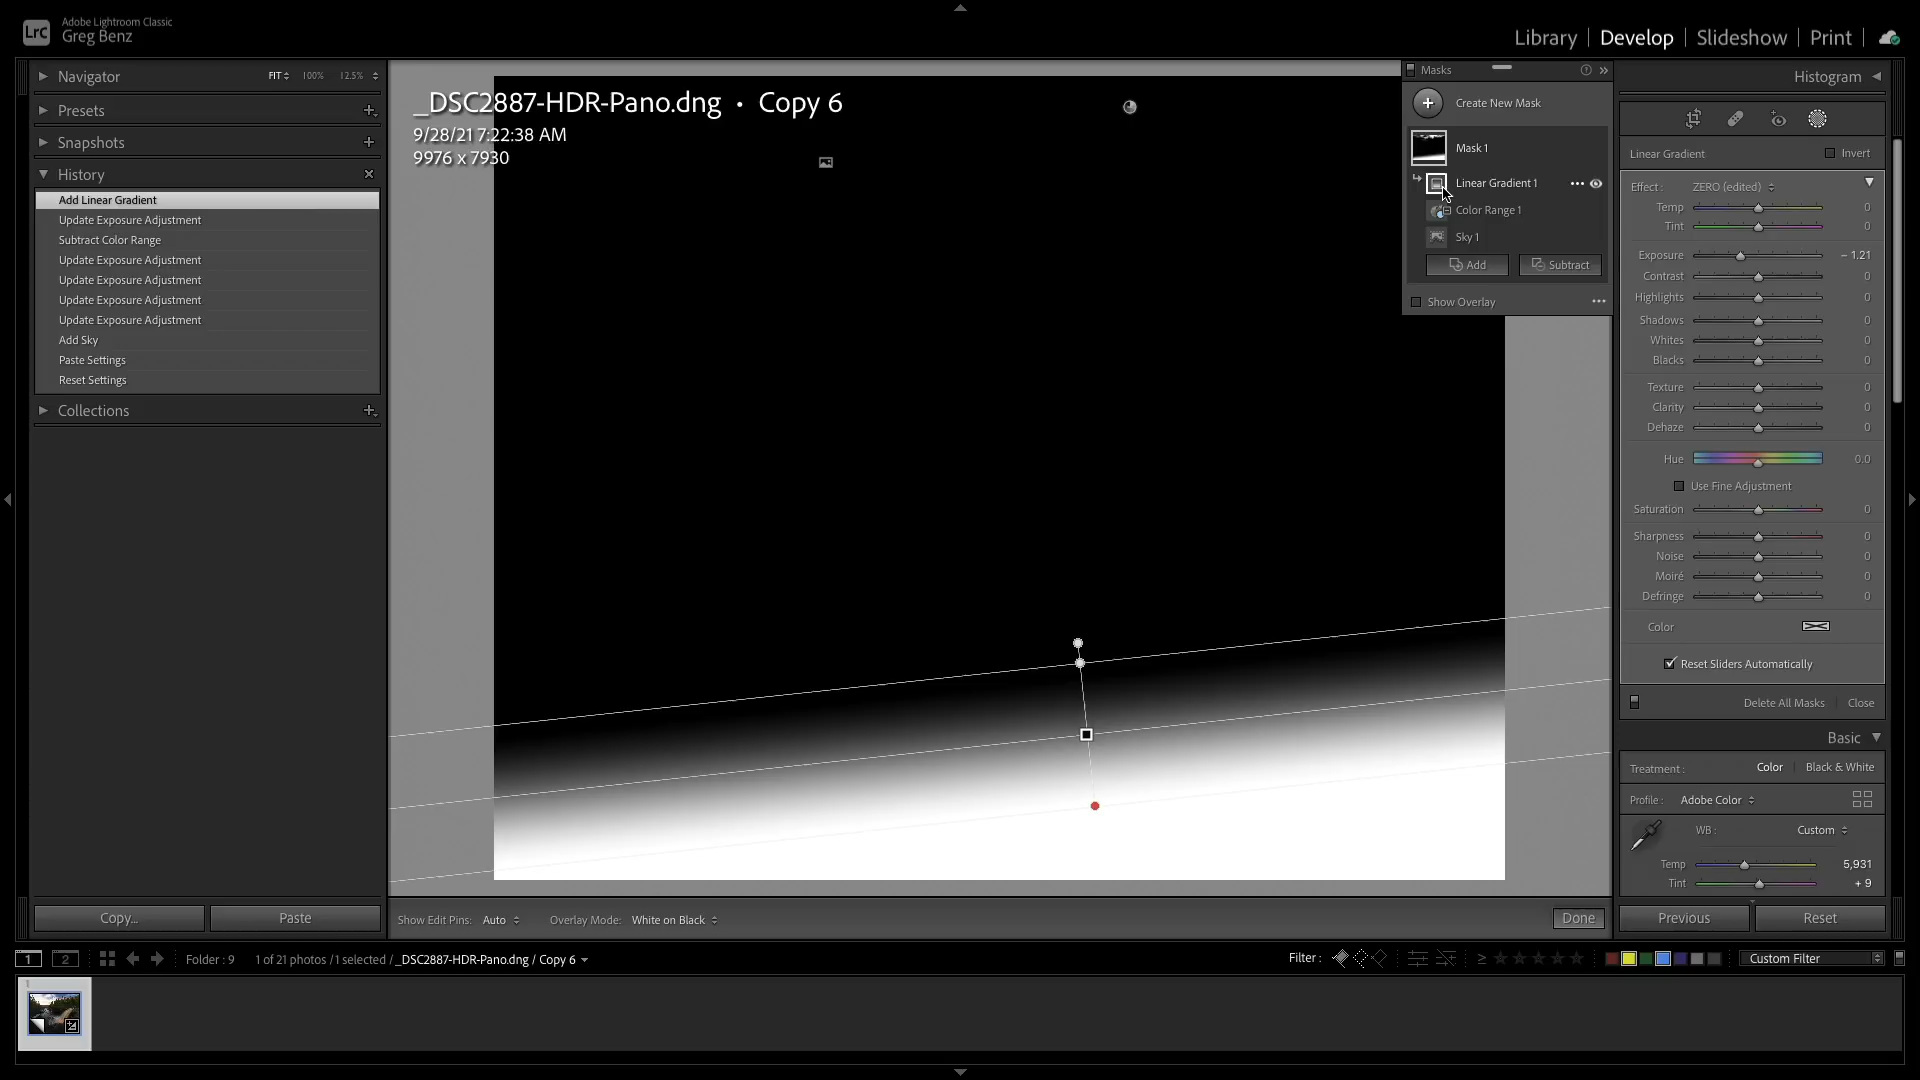 LrC
Adobe Lightroom Classic
Greg Benz
Library | Develop | Slideshow | Print |
Navigator FIT 100% 12.5%
Presets
Snapshots
History
Add Linear Gradient
Update Exposure Adjustment
Subtract Color Range
Update Exposure Adjustment
Update Exposure Adjustment
Update Exposure Adjustment
Update Exposure Adjustment
Add Sky
Paste Settings
Reset Settings
Collections
Copy... Paste
_DSC2887-HDR-Pano.dng • Copy 6
9/28/21 7:22:38 AM
9976 x 7930
Masks
Create New Mask
Mask 1
Linear Gradient 1
Color Range 1
Sky 1
Add Subtract
Show Overlay
Histogram
Linear Gradient Invert
Effect : ZERO (edited)
Temp 0
Tint 0
Exposure – 1.21
Contrast 0
Highlights 0
Shadows 0
Whites 0
Blacks 0
Texture 0
Clarity 0
Dehaze 0
Hue 0.0
Use Fine Adjustment
Saturation 0
Sharpness 0
Noise 0
Moiré 0
Defringe 0
Color
Reset Sliders Automatically
Delete All Masks Close
Basic
Treatment : Color | Black & White
Profile : Adobe Color
WB : Custom
Temp 5,931
Tint + 9
Previous Reset
Show Edit Pins: Auto Overlay Mode: White on Black Done
1 2 Folder : 9 1 of 21 photos / 1 selected / _DSC2887-HDR-Pano.dng / Copy 6 Filter : ≥ Custom Filter
1